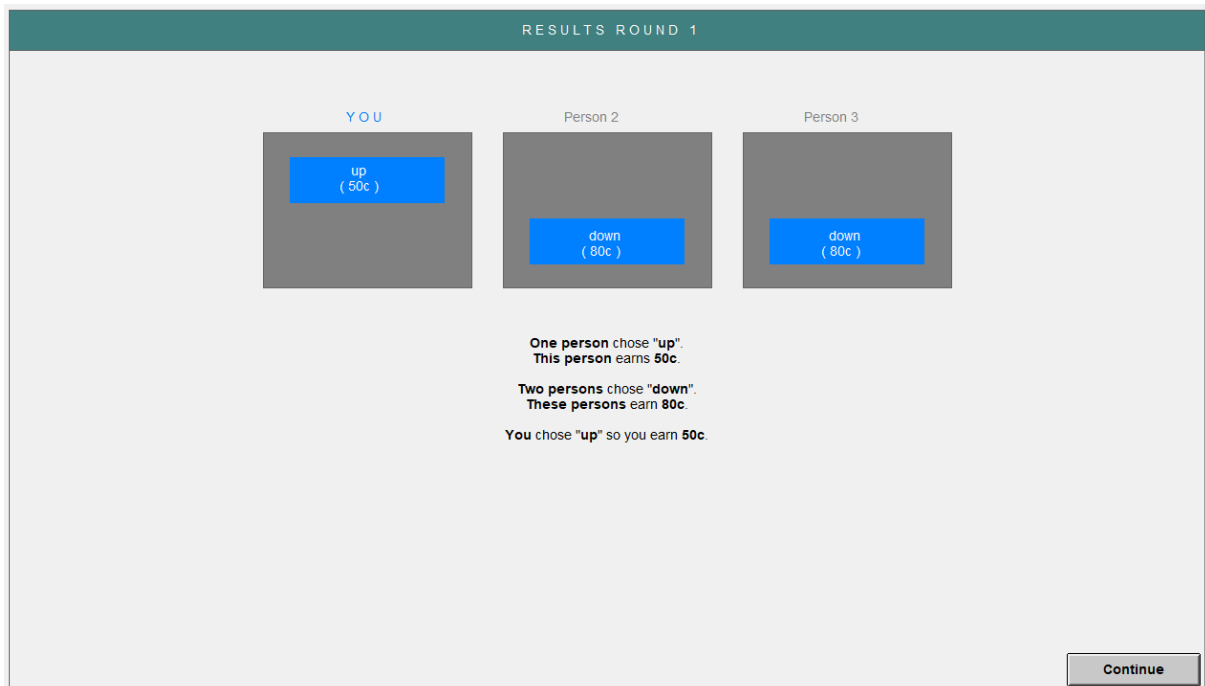 RESULTS ROUND 1
YOU
Person 2
Person 3
up
( 50c )
down
( 80c )
down
( 80c )
One person chose "up".
This person earns 50c.
Two persons chose "down".
These persons earn 80c.
You chose "up" so you earn 50c.
Continue